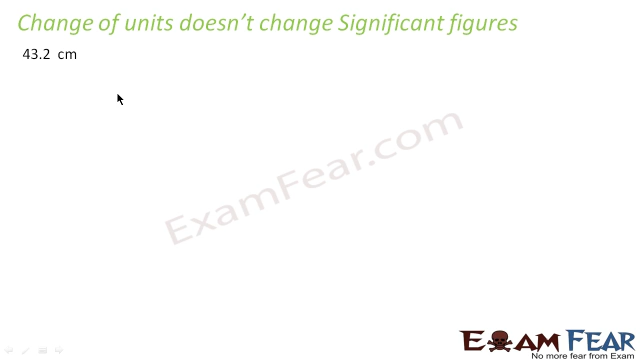 Change of units doesn't change Significant figures
43.2 cm
ExamFear.com
EXAM FEAR
No more fear from Exam